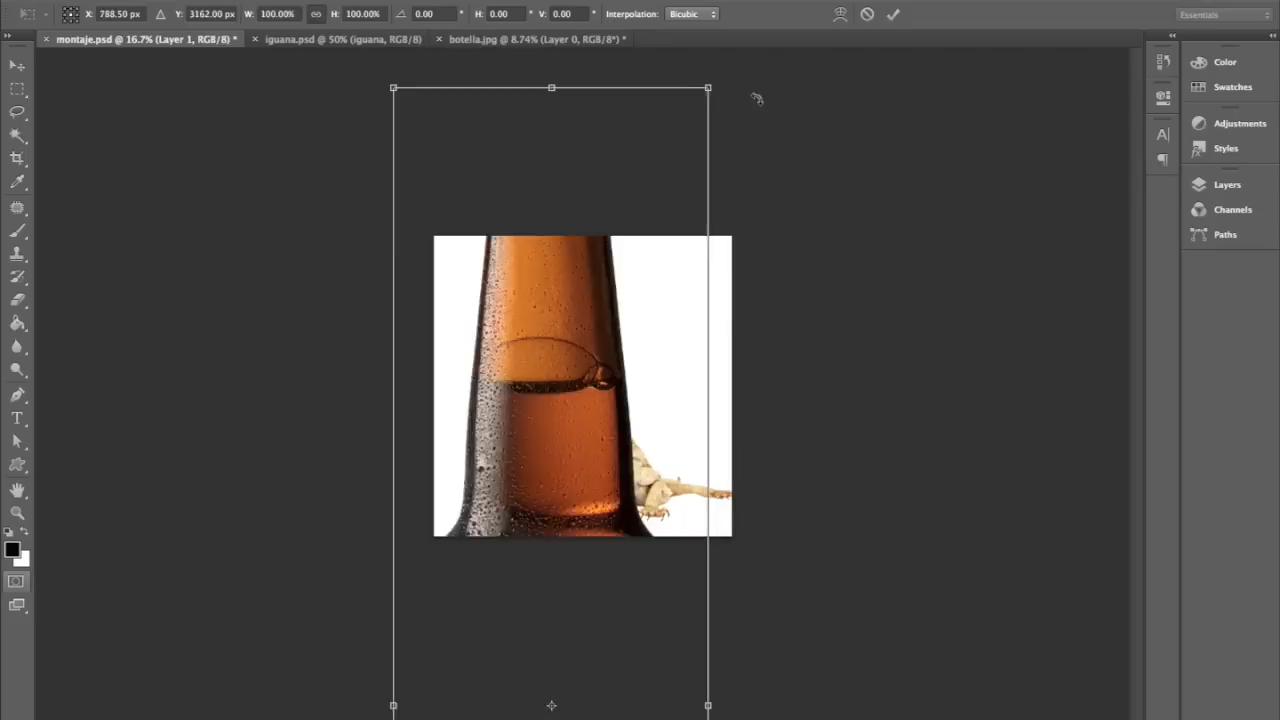 X: 788.50 px Y: 3162.00 px W: 100.00% H: 100.00% 0.00 ° H: 0.00 ° V: 0.00 ° Interpolation: Bicubic Essentials
× montaje.psd @ 16.7% (Layer 1, RGB/8) * × iguana.psd @ 50% (iguana, RGB/8) × botella.jpg @ 8.74% (Layer 0, RGB/8*) *
Color
Swatches
Adjustments
Styles
Layers
Channels
Paths